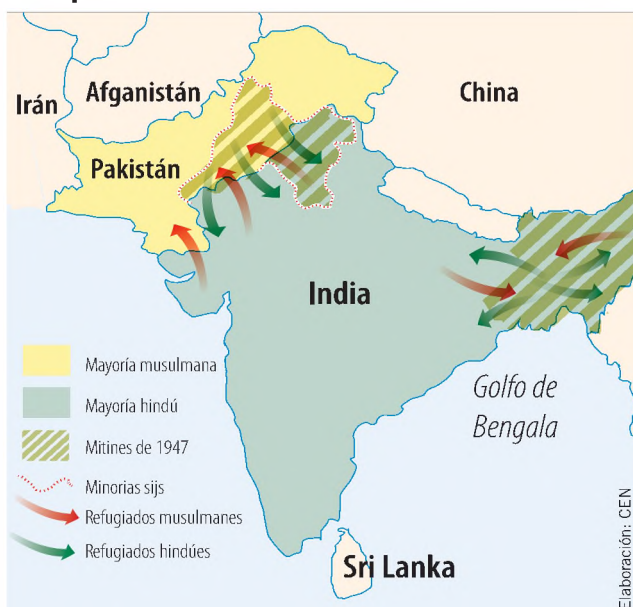 Irán
Afganistán
China
Pakistán
India
Golfo de
Bengala
Sri Lanka
Mayoría musulmana
Mayoría hindú
Mitines de 1947
Minorias sijs
Refugiados musulmanes
Refugiados hindúes
Elaboración: CEN